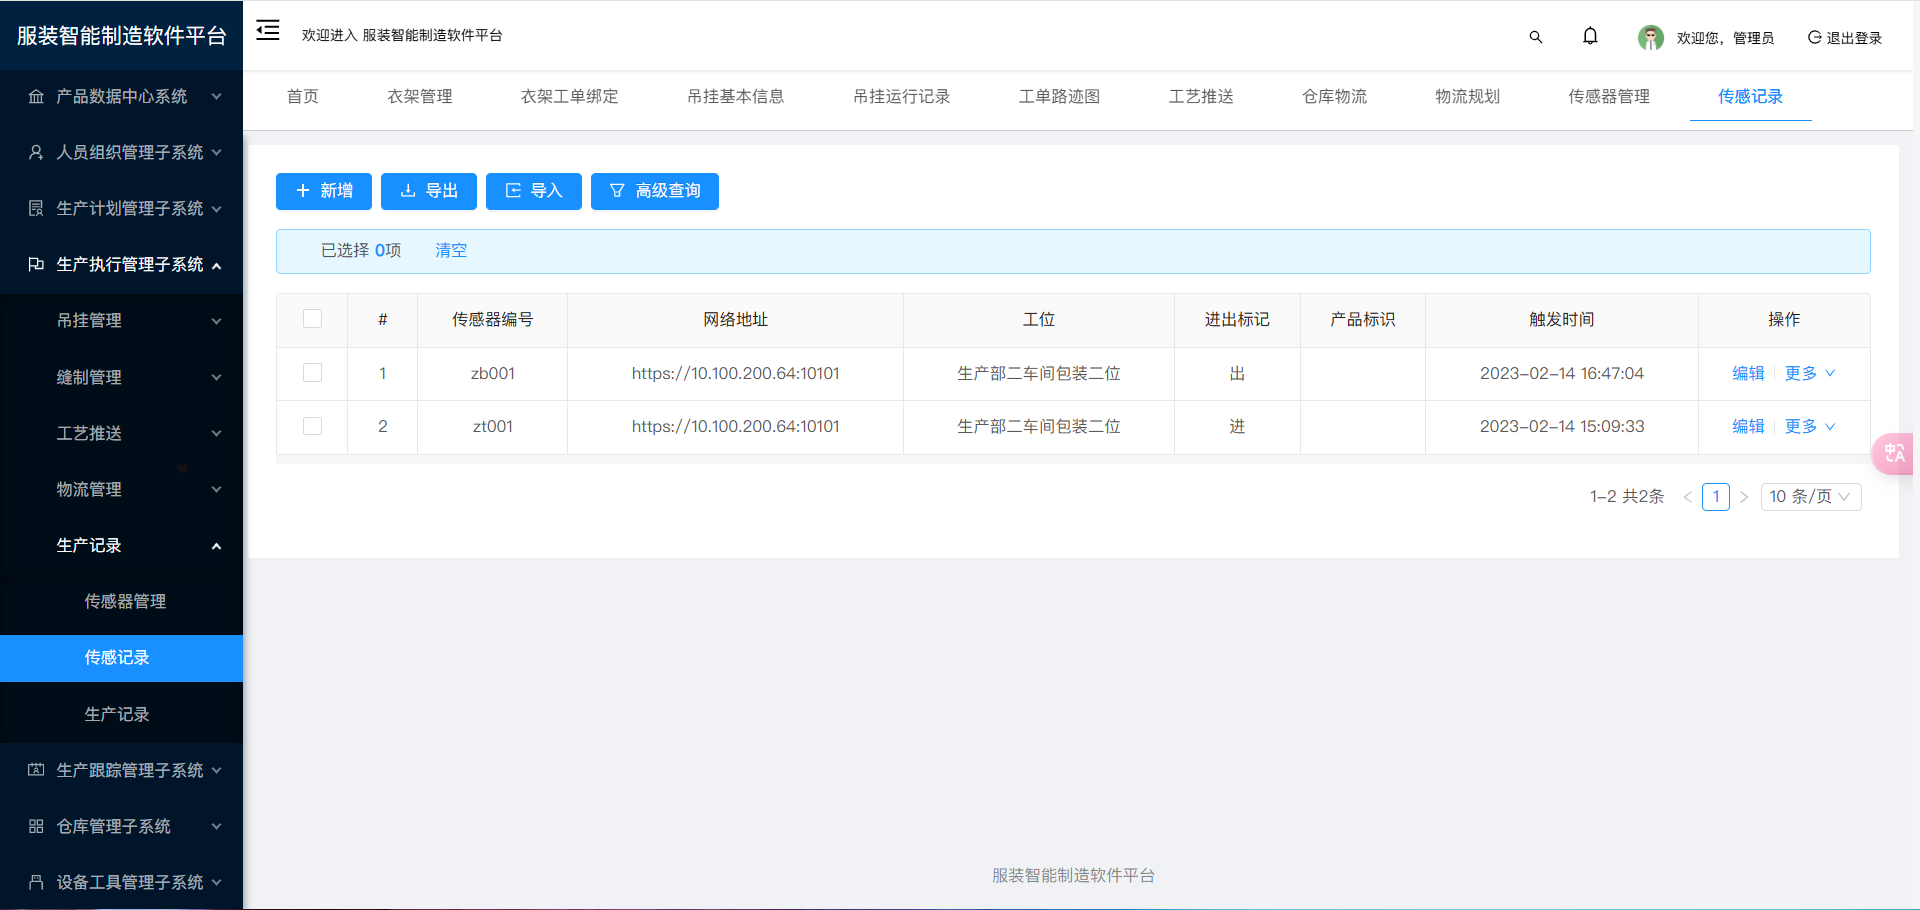 服装智能制造软件平台
欢迎进入 服装智能制造软件平台
欢迎您，管理员
退出登录
产品数据中心系统
人员组织管理子系统
生产计划管理子系统
生产执行管理子系统
吊挂管理
缝制管理
工艺推送
物流管理
生产记录
传感器管理
传感记录
生产记录
生产跟踪管理子系统
仓库管理子系统
设备工具管理子系统
首页 衣架管理 衣架工单绑定 吊挂基本信息 吊挂运行记录 工单路迹图 工艺推送 仓库物流 物流规划 传感器管理 传感记录
新增 导出 导入 高级查询
已选择 0项 清空
# 传感器编号 网络地址 工位 进出标记 产品标识 触发时间 操作
1 zb001 https://10.100.200.64:10101 生产部二车间包装二位 出 2023-02-14 16:47:04 编辑 更多
2 zt001 https://10.100.200.64:10101 生产部二车间包装二位 进 2023-02-14 15:09:33 编辑 更多
1-2 共2条 < 1 > 10 条/页
中A
服装智能制造软件平台